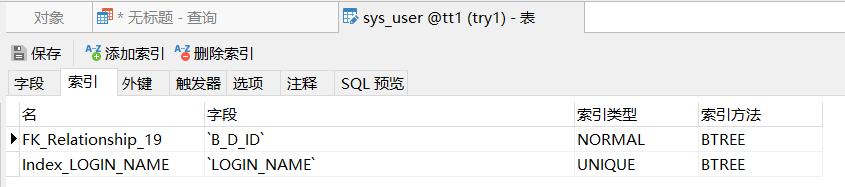 对象 * 无标题 - 查询 sys_user @tt1 (try1) - 表
保存 添加索引 删除索引
字段 索引 外键 触发器 选项 注释 SQL 预览
名 字段 索引类型 索引方法
FK_Relationship_19 `B_D_ID` NORMAL BTREE
Index_LOGIN_NAME `LOGIN_NAME` UNIQUE BTREE